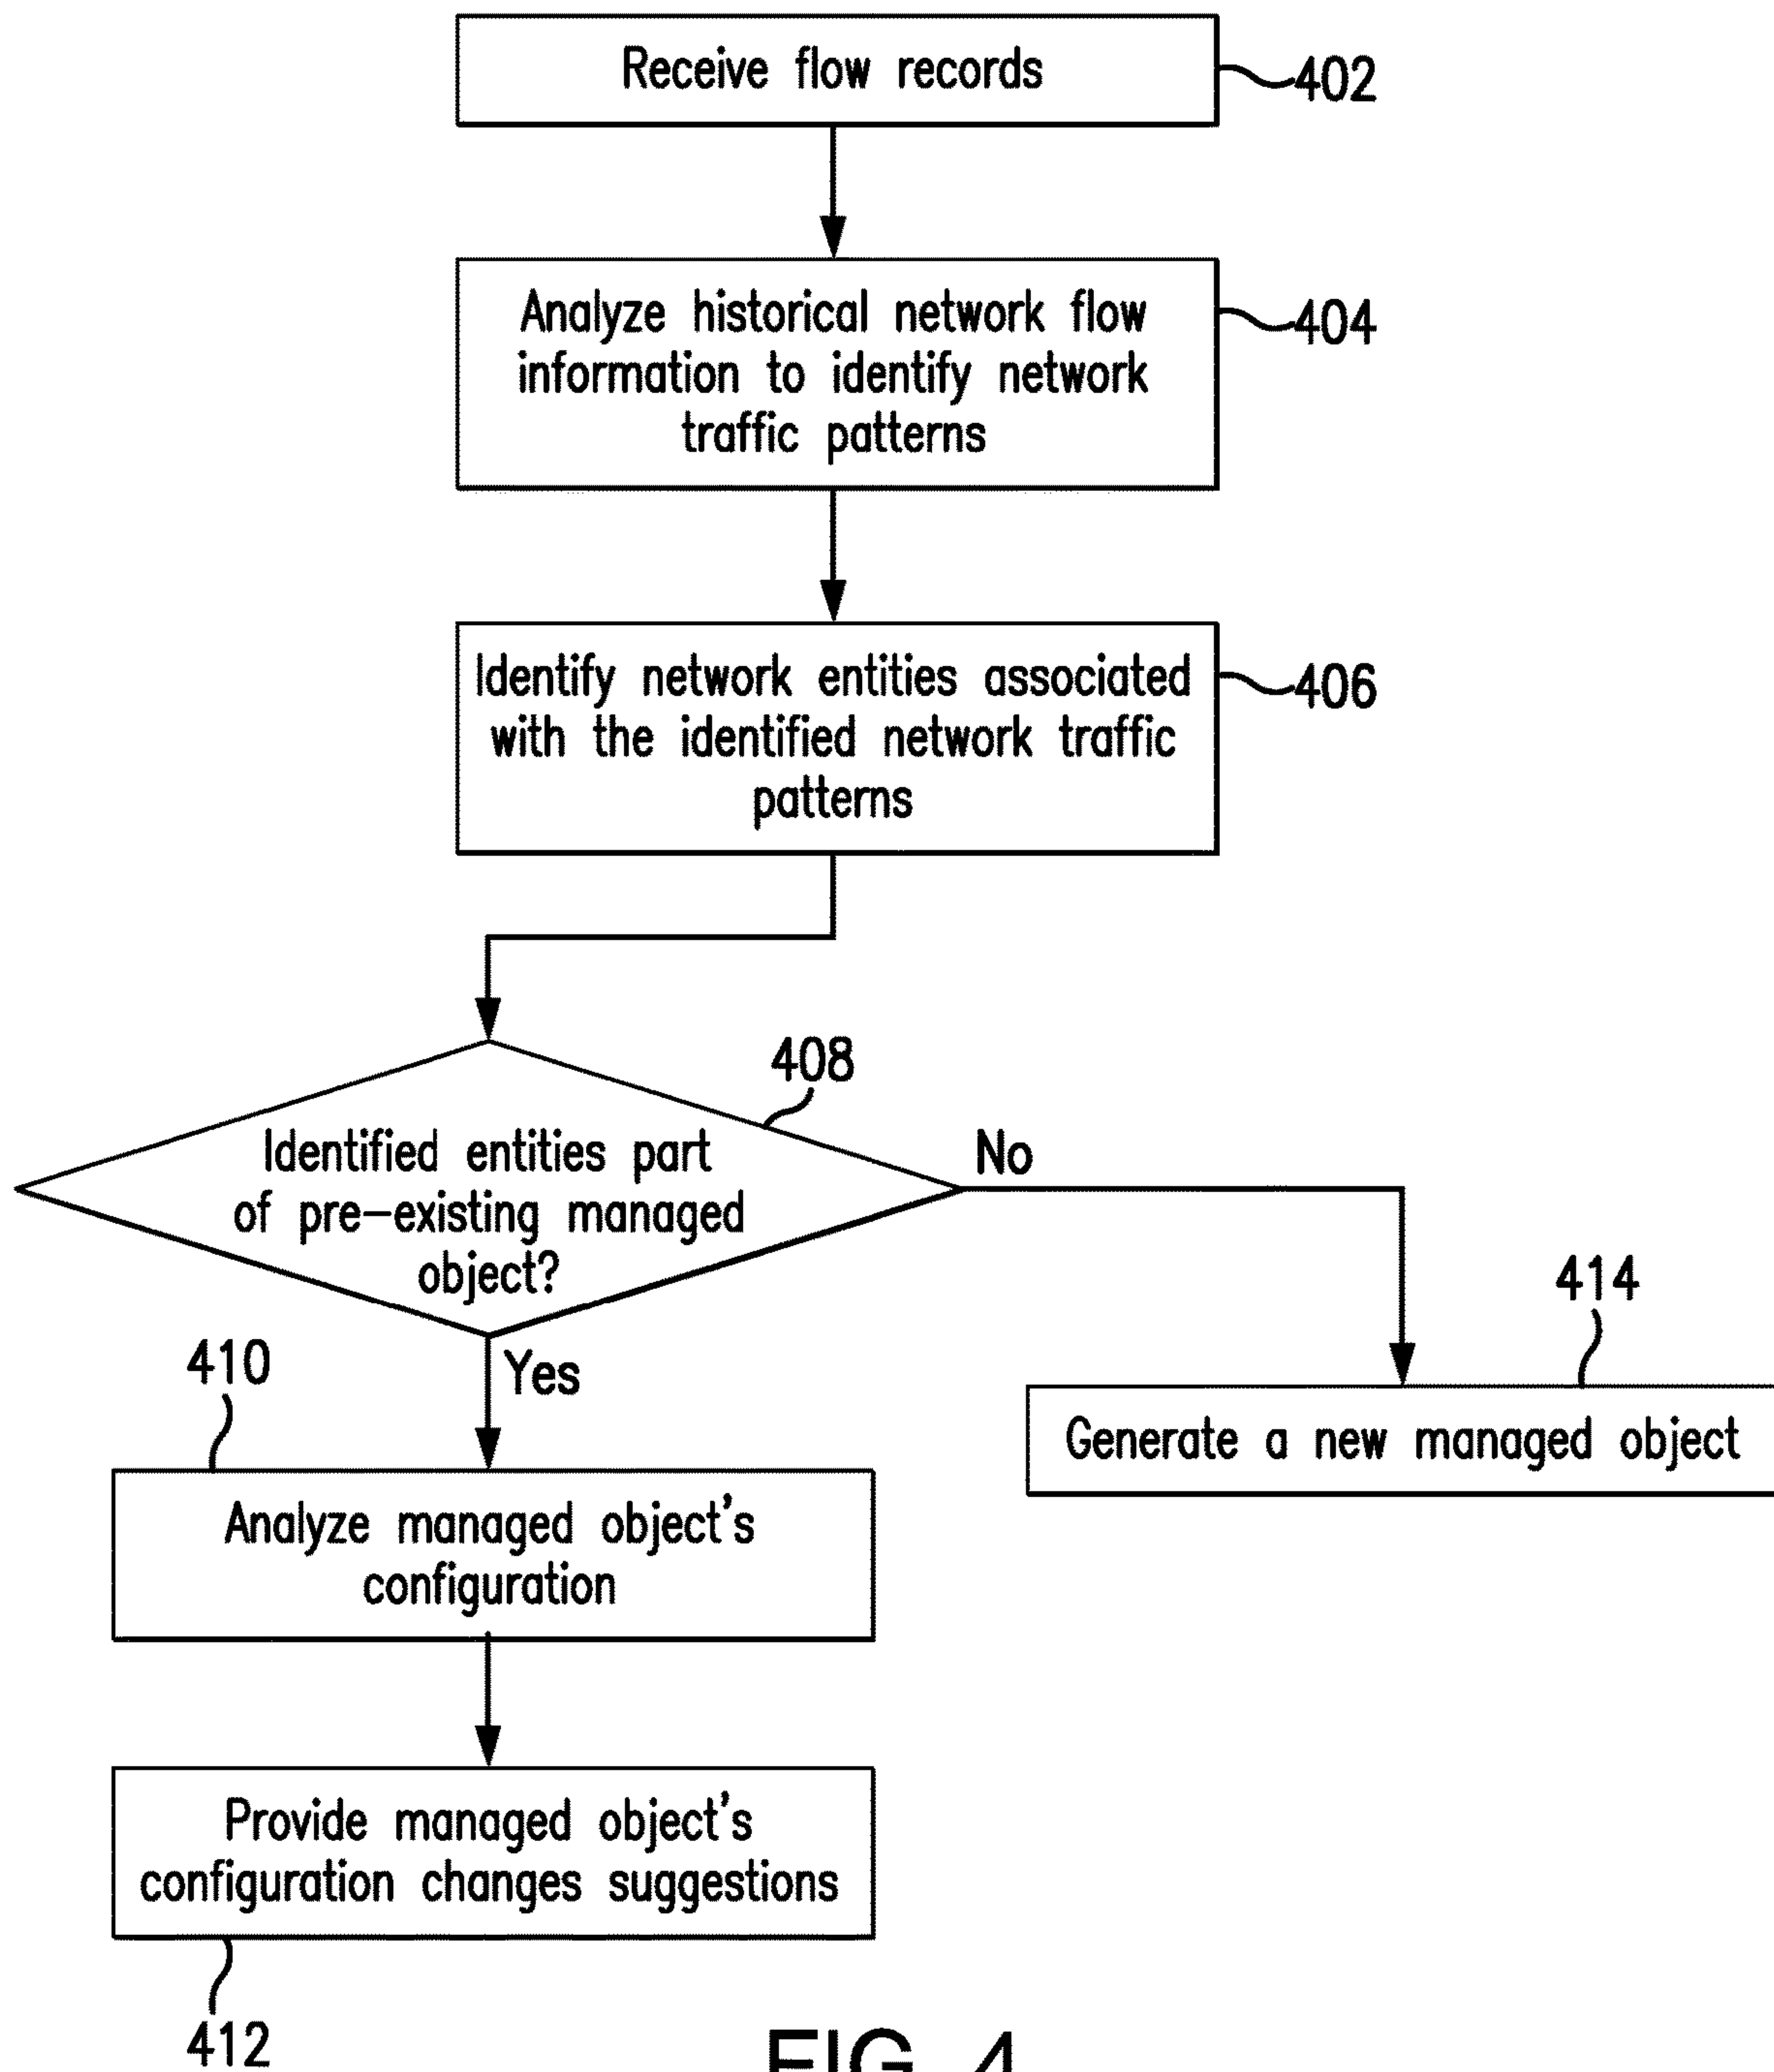 Receive flow records
402
Analyze historical network flow
information to identify network
traffic patterns
404
Identify network entities associated
with the identified network traffic
patterns
406
408
Identified entities part
of pre-existing managed
object?
No
Yes
414
Generate a new managed object
410
Analyze managed object's
configuration
Provide managed object's
configuration changes suggestions
412
FIG. 4